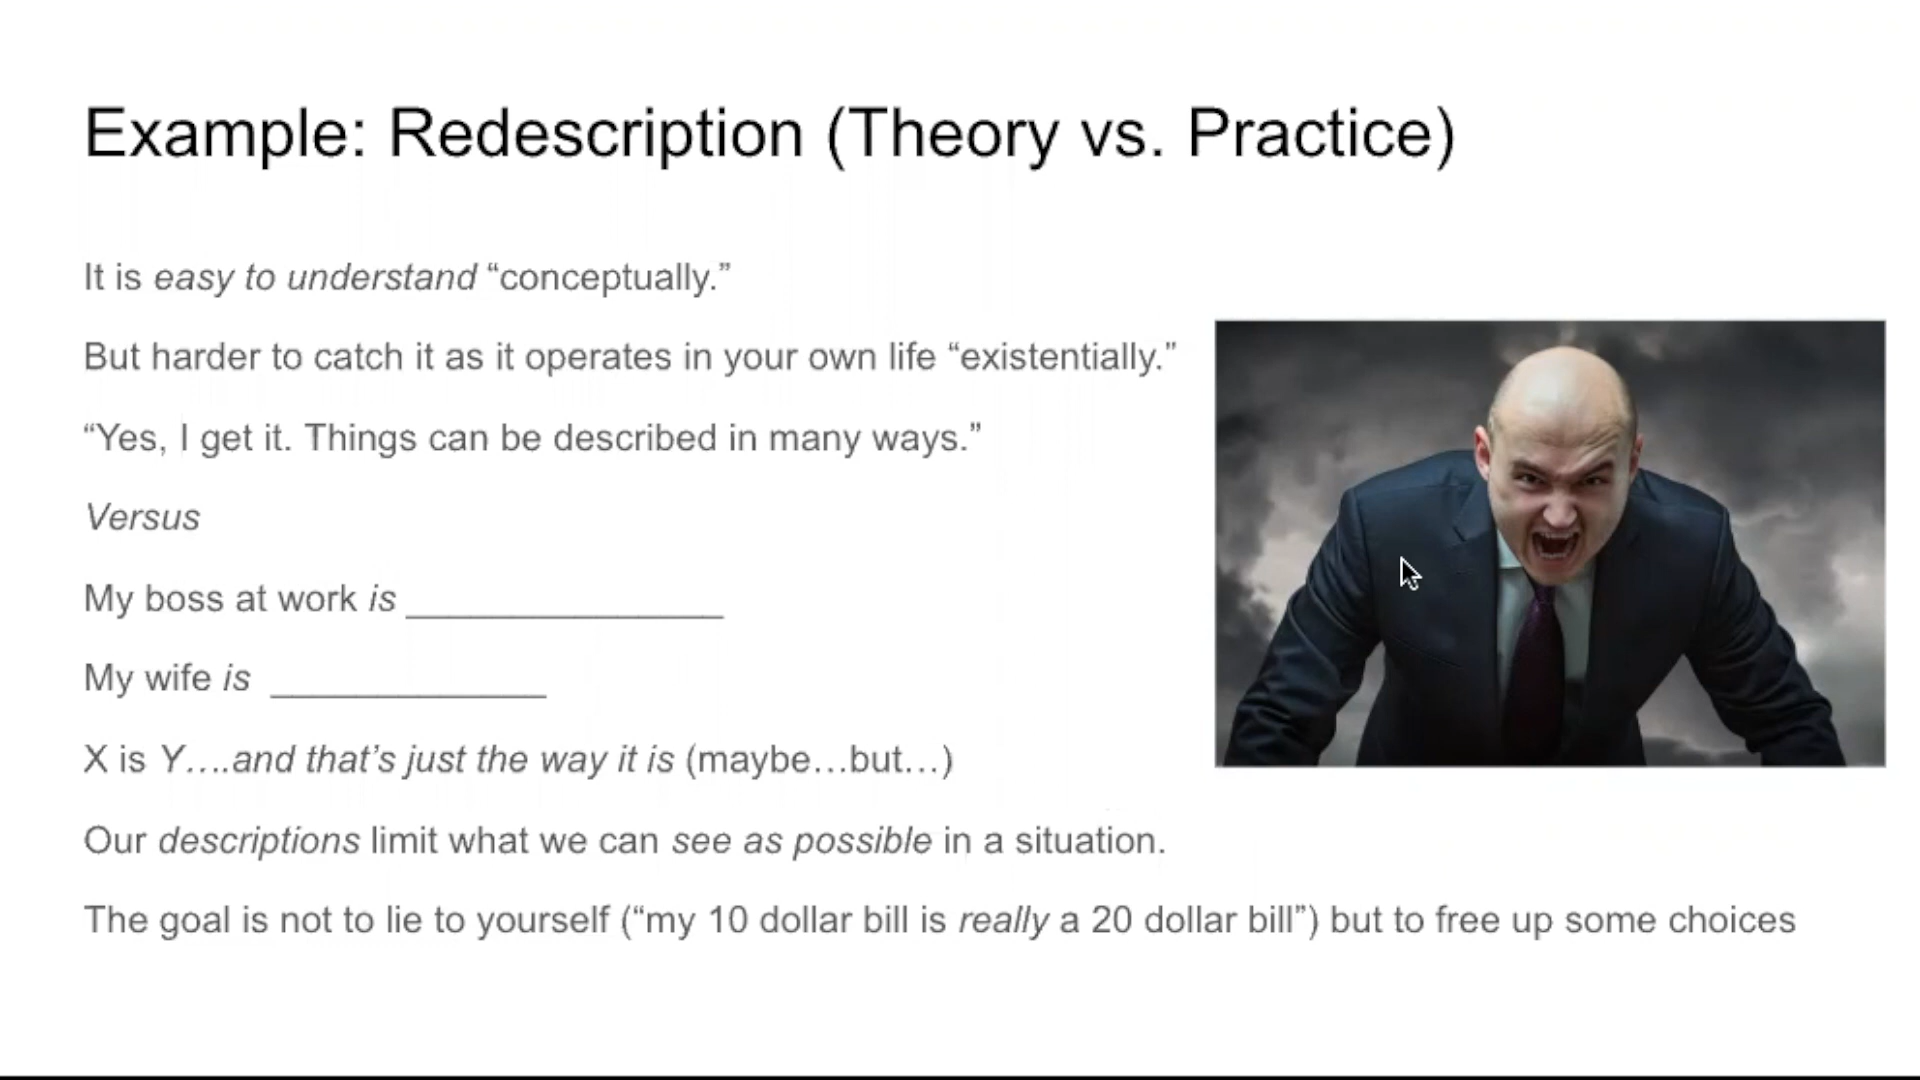 Example: Redescription (Theory vs. Practice)
It is easy to understand “conceptually.”
But harder to catch it as it operates in your own life “existentially.”
“Yes, I get it. Things can be described in many ways.”
Versus
My boss at work is _______________
My wife is _____________
X is Y….and that’s just the way it is (maybe…but…)
Our descriptions limit what we can see as possible in a situation.
The goal is not to lie to yourself (“my 10 dollar bill is really a 20 dollar bill”) but to free up some choices